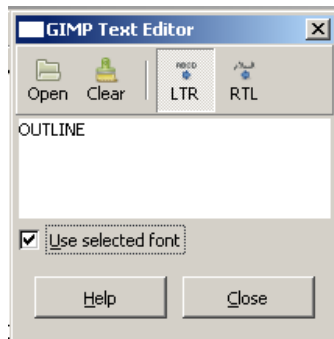 GIMP Text Editor
Open Clear LTR RTL
OUTLINE
Use selected font
Help Close